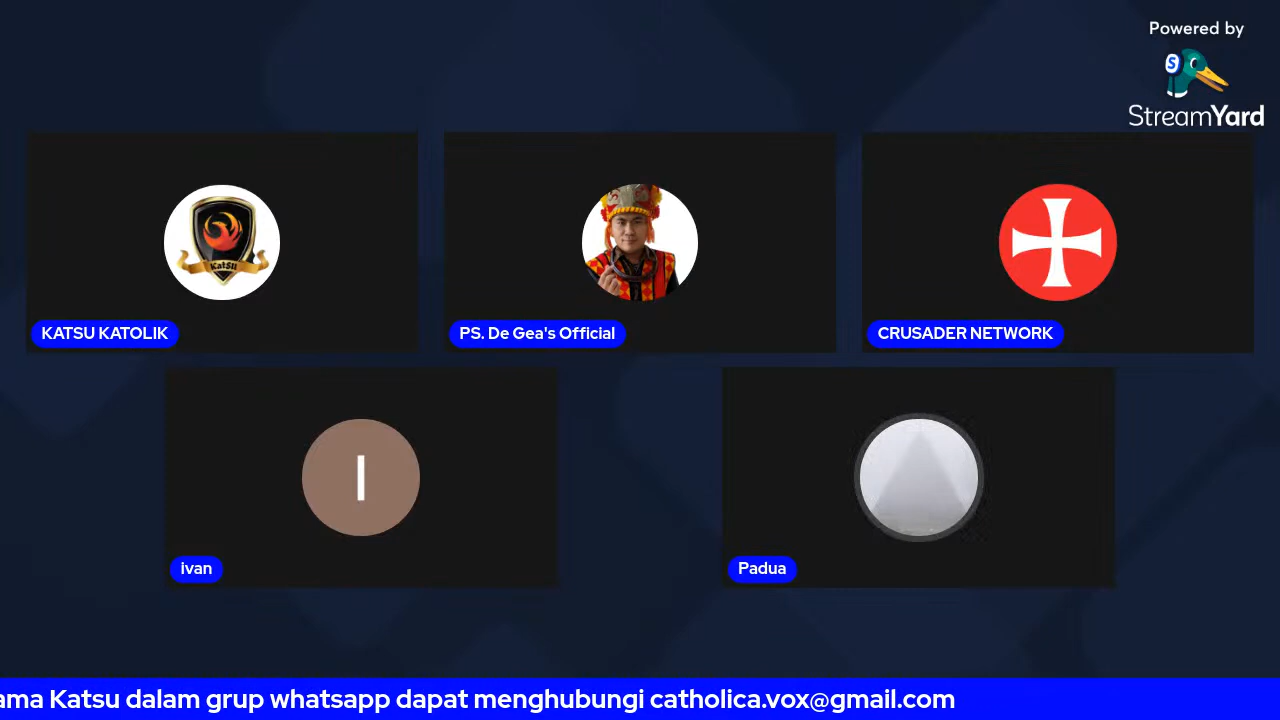 Powered by
S
StreamYard
KatSu
KATSU KATOLIK
PS. De Gea's Official
CRUSADER NETWORK
I
ivan
Padua
ama Katsu dalam grup whatsapp dapat menghubungi catholica.vox@gmail.com